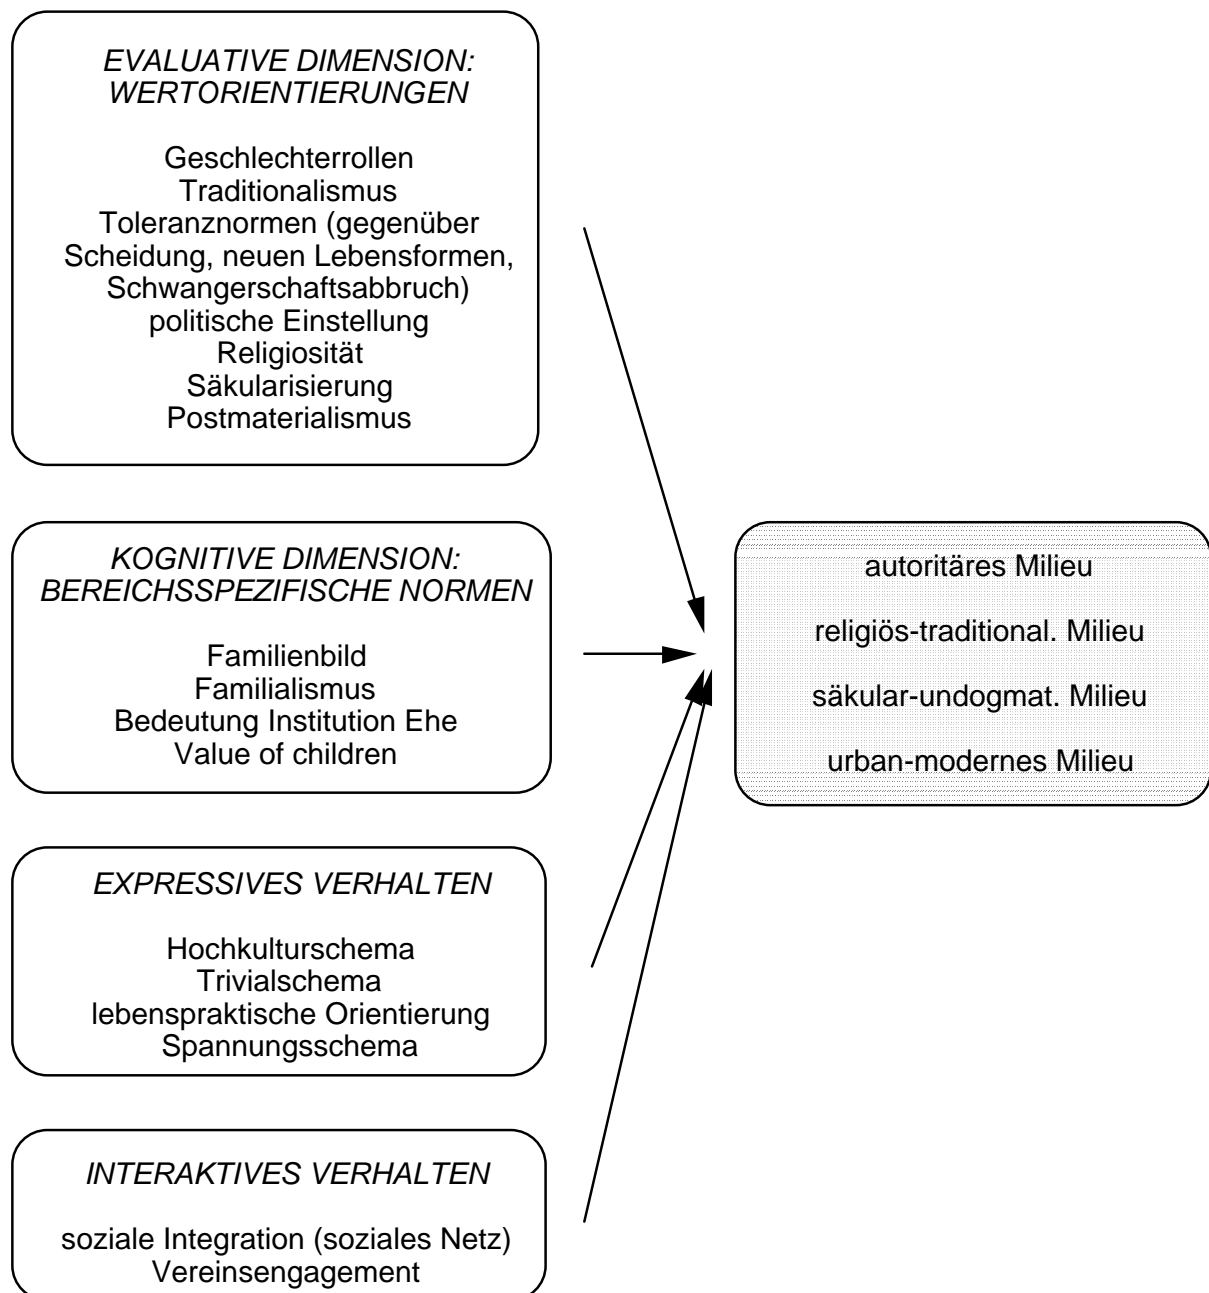 EVALUATIVE DIMENSION:
WERTORIENTIERUNGEN
Geschlechterrollen
Traditionalismus
Toleranznormen (gegenüber
Scheidung, neuen Lebensformen,
Schwangerschaftsabbruch)
politische Einstellung
Religiosität
Säkularisierung
Postmaterialismus
KOGNITIVE DIMENSION:
BEREICHSSPEZIFISCHE NORMEN
Familienbild
Familialismus
Bedeutung Institution Ehe
Value of children
EXPRESSIVES VERHALTEN
Hochkulturschema
Trivialschema
lebenspraktische Orientierung
Spannungsschema
INTERAKTIVES VERHALTEN
soziale Integration (soziales Netz)
Vereinsengagement
autoritäres Milieu
religiös-traditional. Milieu
säkular-undogmat. Milieu
urban-modernes Milieu